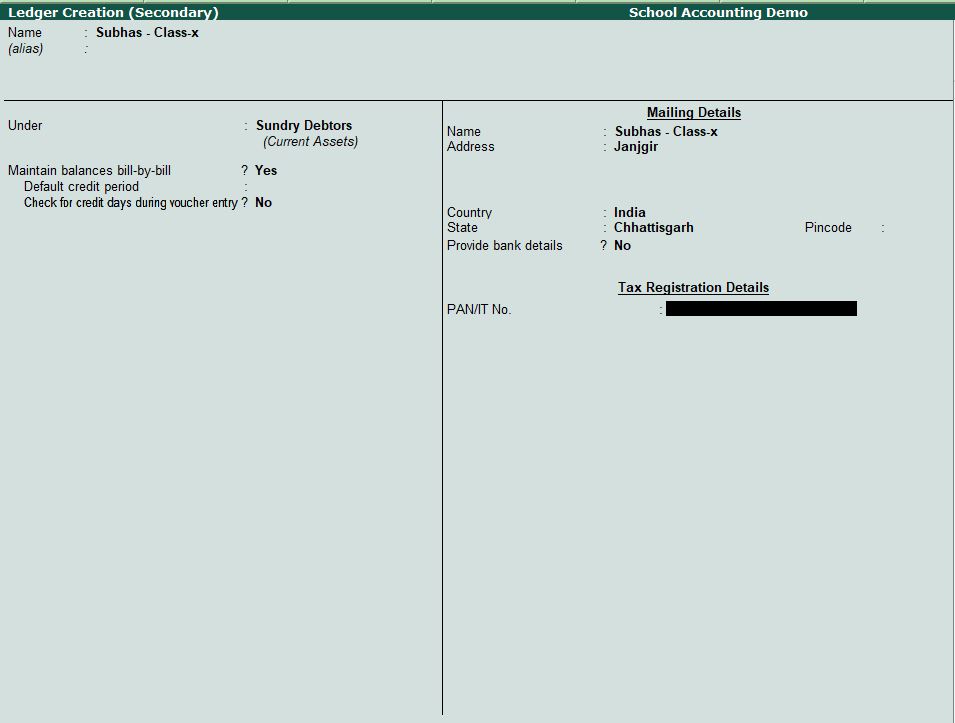 Ledger Creation (Secondary) School Accounting Demo
Name : Subhas - Class-x
(alias) :
Under : Sundry Debtors
(Current Assets)
Maintain balances bill-by-bill ? Yes
Default credit period :
Check for credit days during voucher entry ? No
Mailing Details
Name : Subhas - Class-x
Address : Janjgir
Country : India
State : Chhattisgarh Pincode :
Provide bank details ? No
Tax Registration Details
PAN/IT No. :